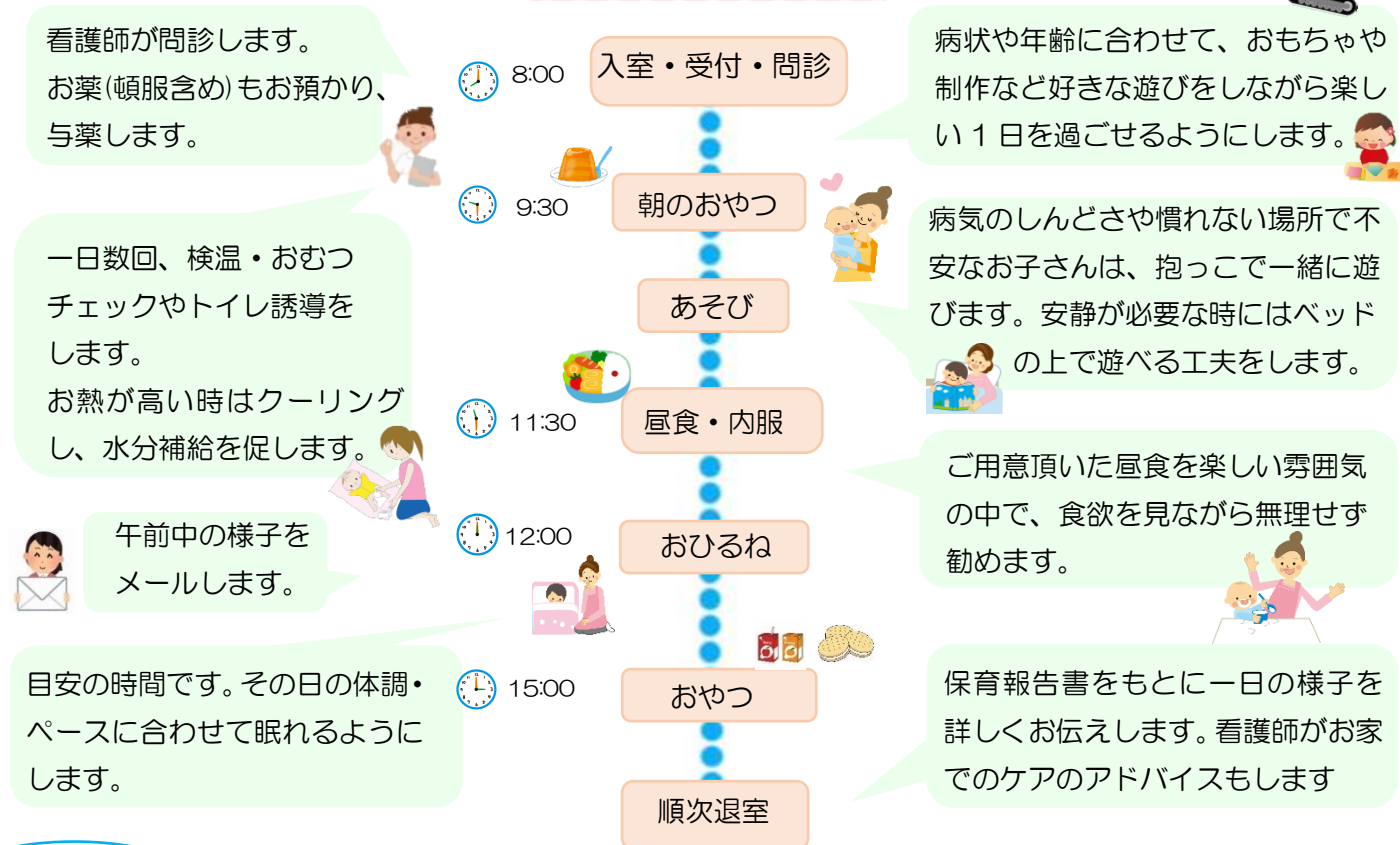 看護師が問診します。
お薬(頓服含め)もお預かり、
与薬します。
8:00
入室・受付・問診
病状や年齢に合わせて、おもちゃや
制作など好きな遊びをしながら楽し
い 1 日を過ごせるようにします。
9:30
朝のおやつ
一日数回、検温・おむつ
チェックやトイレ誘導を
します。
お熱が高い時はクーリング
し、水分補給を促します。
あそび
病気のしんどさや慣れない場所で不
安なお子さんは、抱っこで一緒に遊
びます。安静が必要な時にはベッド
の上で遊べる工夫をします。
11:30
昼食・内服
ご用意頂いた昼食を楽しい雰囲気
の中で、食欲を見ながら無理せず
勧めます。
午前中の様子を
メールします。
12:00
おひるね
目安の時間です。その日の体調・
ペースに合わせて眠れるように
します。
15:00
おやつ
保育報告書をもとに一日の様子を
詳しくお伝えします。看護師がお家
でのケアのアドバイスもします
順次退室